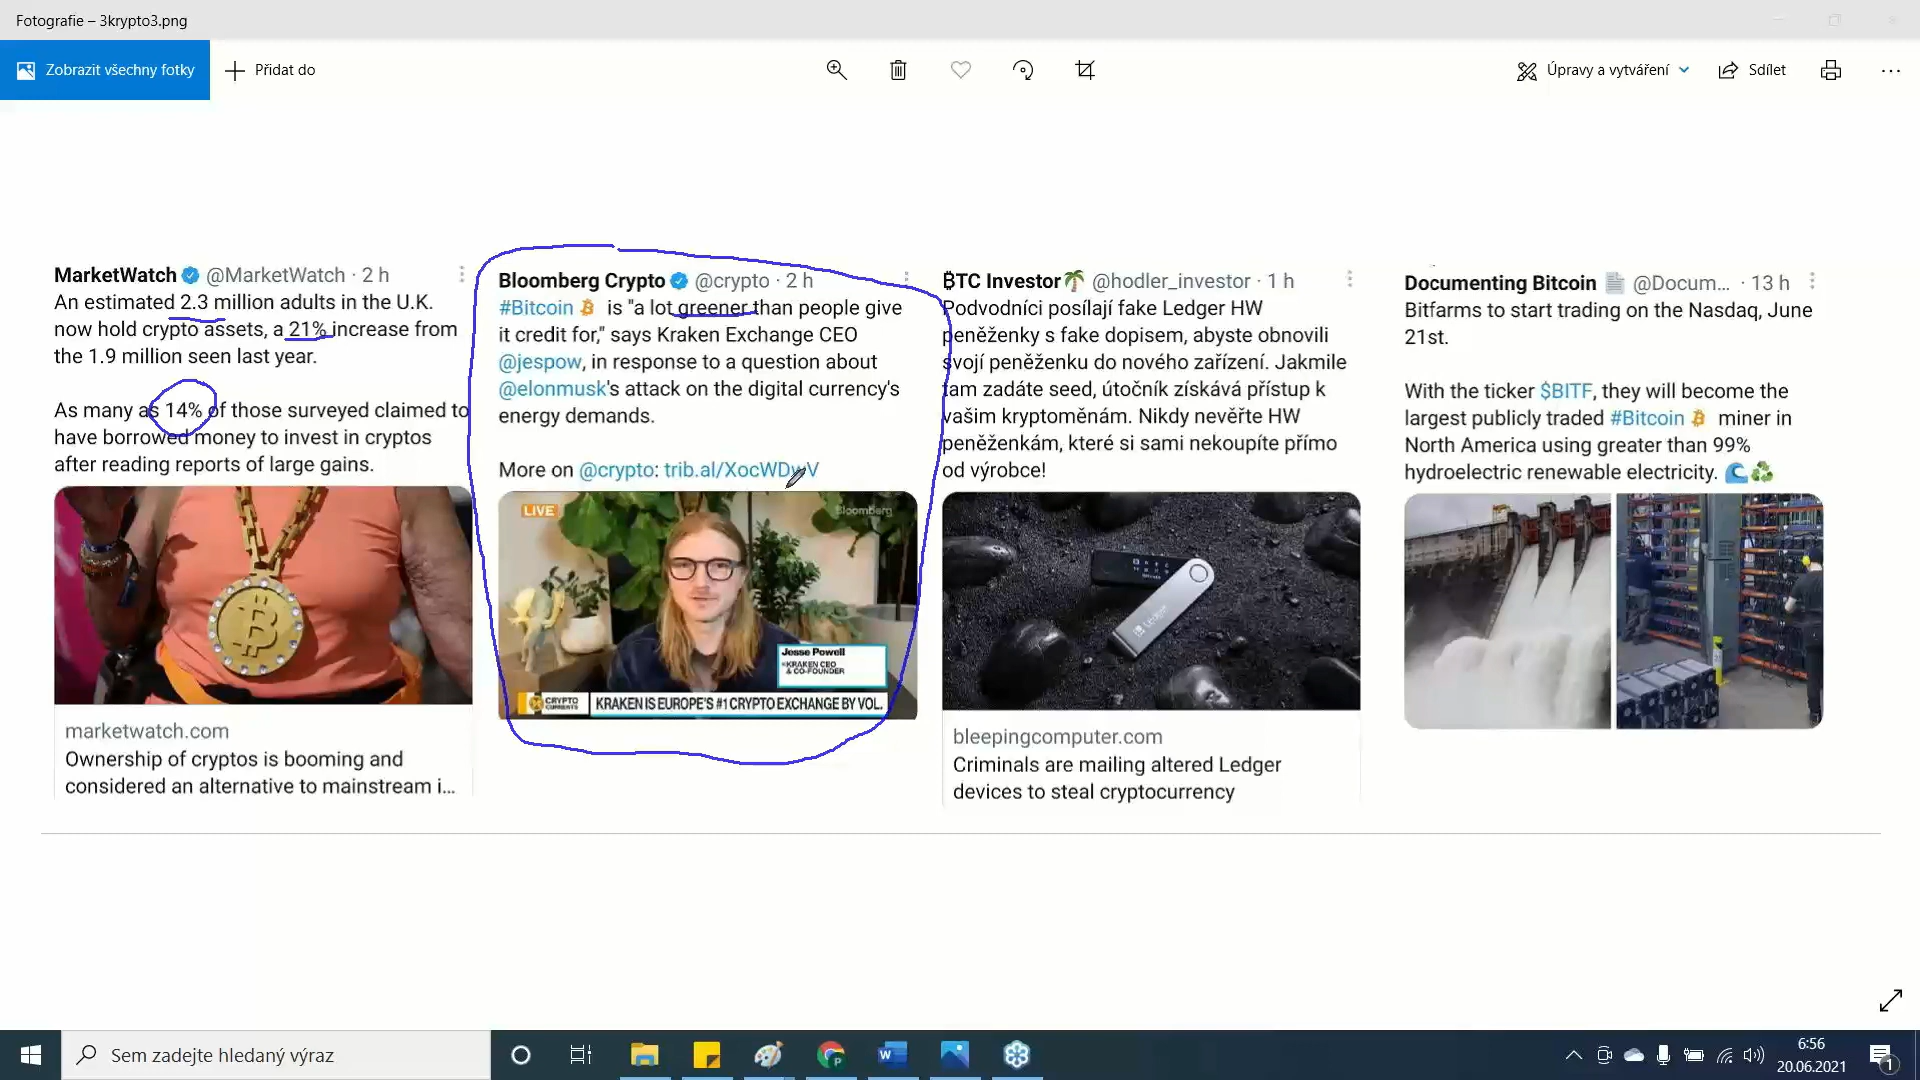 Fotografie – 3krypto3.png
Zobrazit všechny fotky
Přidat do
Úpravy a vytváření
Sdílet
MarketWatch @MarketWatch · 2 h
An estimated 2.3 million adults in the U.K.
now hold crypto assets, a 21% increase from
the 1.9 million seen last year.
As many as 14% of those surveyed claimed to
have borrowed money to invest in cryptos
after reading reports of large gains.
marketwatch.com
Ownership of cryptos is booming and
considered an alternative to mainstream i...
Bloomberg Crypto @crypto · 2 h
#Bitcoin is "a lot greener than people give
it credit for," says Kraken Exchange CEO
@jespow, in response to a question about
@elonmusk's attack on the digital currency's
energy demands.
More on @crypto: trib.al/XocWDwV
LIVE
Bloomberg
Jesse Powell
KRAKEN CEO
& CO-FOUNDER
CRYPTO
CURRENTS
KRAKEN IS EUROPE'S #1 CRYPTO EXCHANGE BY VOL.
₿TC Investor🌴 @hodler_investor · 1 h
Podvodníci posílají fake Ledger HW
peněženky s fake dopisem, abyste obnovili
svojí peněženku do nového zařízení. Jakmile
tam zadáte seed, útočník získává přístup k
vašim kryptoměnám. Nikdy nevěřte HW
peněženkám, které si sami nekoupíte přímo
od výrobce!
Ledger
bleepingcomputer.com
Criminals are mailing altered Ledger
devices to steal cryptocurrency
Documenting Bitcoin 📄 @Docum... · 13 h
Bitfarms to start trading on the Nasdaq, June
21st.
With the ticker $BITF, they will become the
largest publicly traded #Bitcoin miner in
North America using greater than 99%
hydroelectric renewable electricity. 🌊♻️
Sem zadejte hledaný výraz
6:56
20.06.2021
1